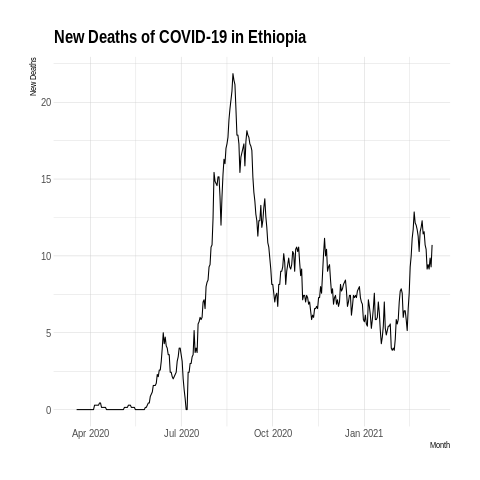 New Deaths of COVID-19 in Ethiopia
New Deaths
20
15
10
5
0
Apr 2020
Jul 2020
Oct 2020
Jan 2021
Month